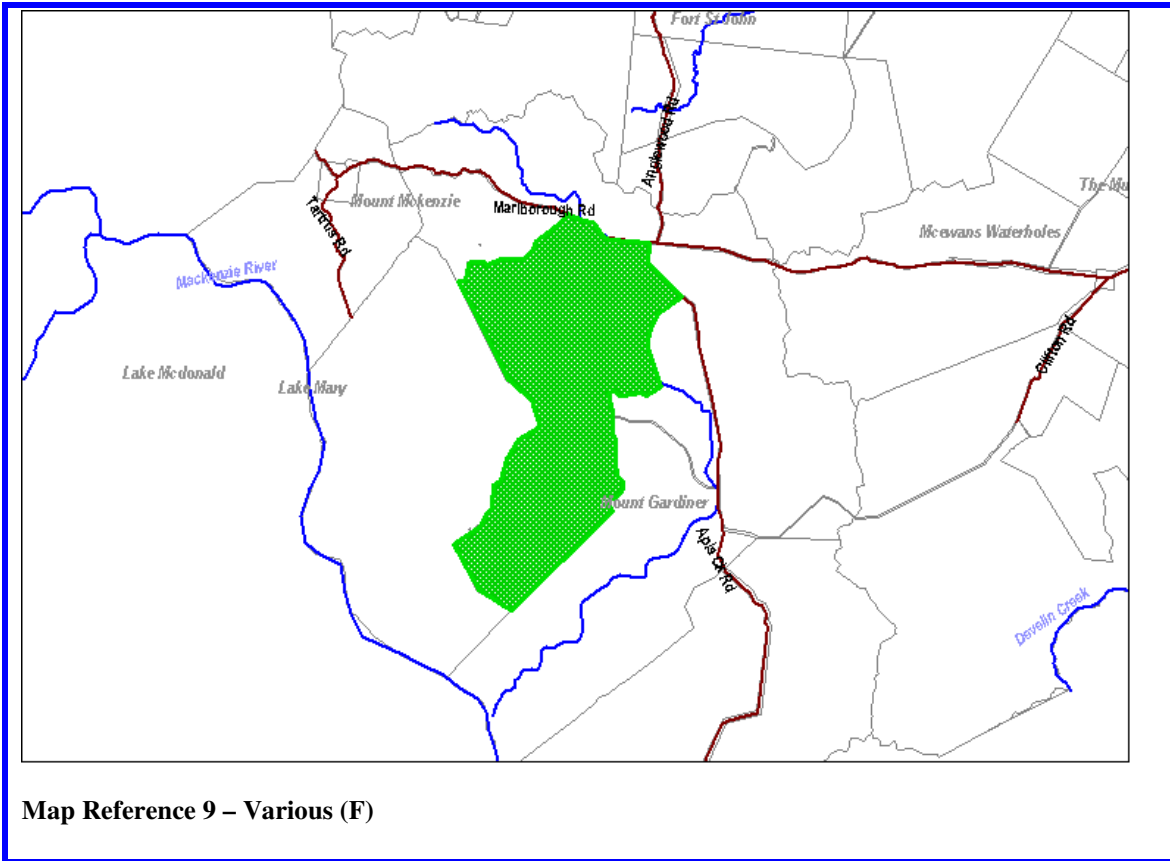 Fort St John
Anglewood Rd
Mount Mckenzie
Marlborough Rd
Tartrus Rd
The Mu
Mcewans Waterholes
Mackenzie River
Lake Mcdonald
Lake Mary
Clifton Rd
Mount Gardiner
Apis Ck Rd
Develin Creek
Map Reference 9 – Various (F)